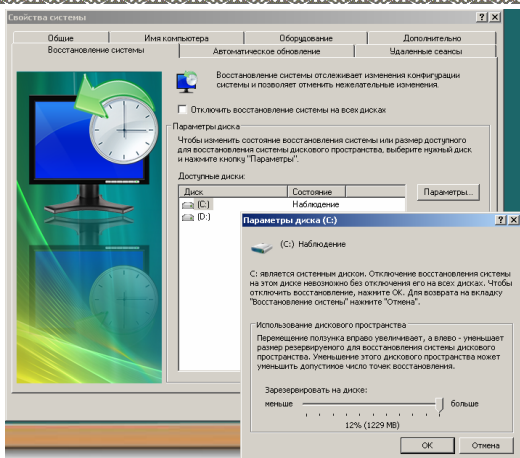 Свойства системы
Общие
Имя компьютера
Оборудование
Дополнительно
Восстановление системы
Автоматическое обновление
Удаленные сеансы
Восстановление системы отслеживает изменения конфигурации
системы и позволяет отменить нежелательные изменения.
Отключить восстановление системы на всех дисках
Параметры диска
Чтобы изменить состояние восстановления системы или размер доступного
для восстановления системы дискового пространства, выберите нужный диск
и нажмите кнопку "Параметры".
Доступные диски:
Диск
Состояние
Параметры...
(C:)
Наблюдение
(D:)
Параметры диска (C:)
(C:) Наблюдение
C: является системным диском. Отключение восстановления системы
на этом диске невозможно без отключения его на всех дисках. Чтобы
отключить восстановление, нажмите ОК. Для возврата на вкладку
"Восстановление системы" нажмите "Отмена".
Использование дискового пространства
Перемещение ползунка вправо увеличивает, а влево - уменьшает
размер резервируемого для восстановления системы дискового
пространства. Уменьшение этого дискового пространства может
уменьшить допустимое число точек восстановления.
Зарезервировать на диске:
меньше
больше
12% (1229 MB)
ОК
Отмена